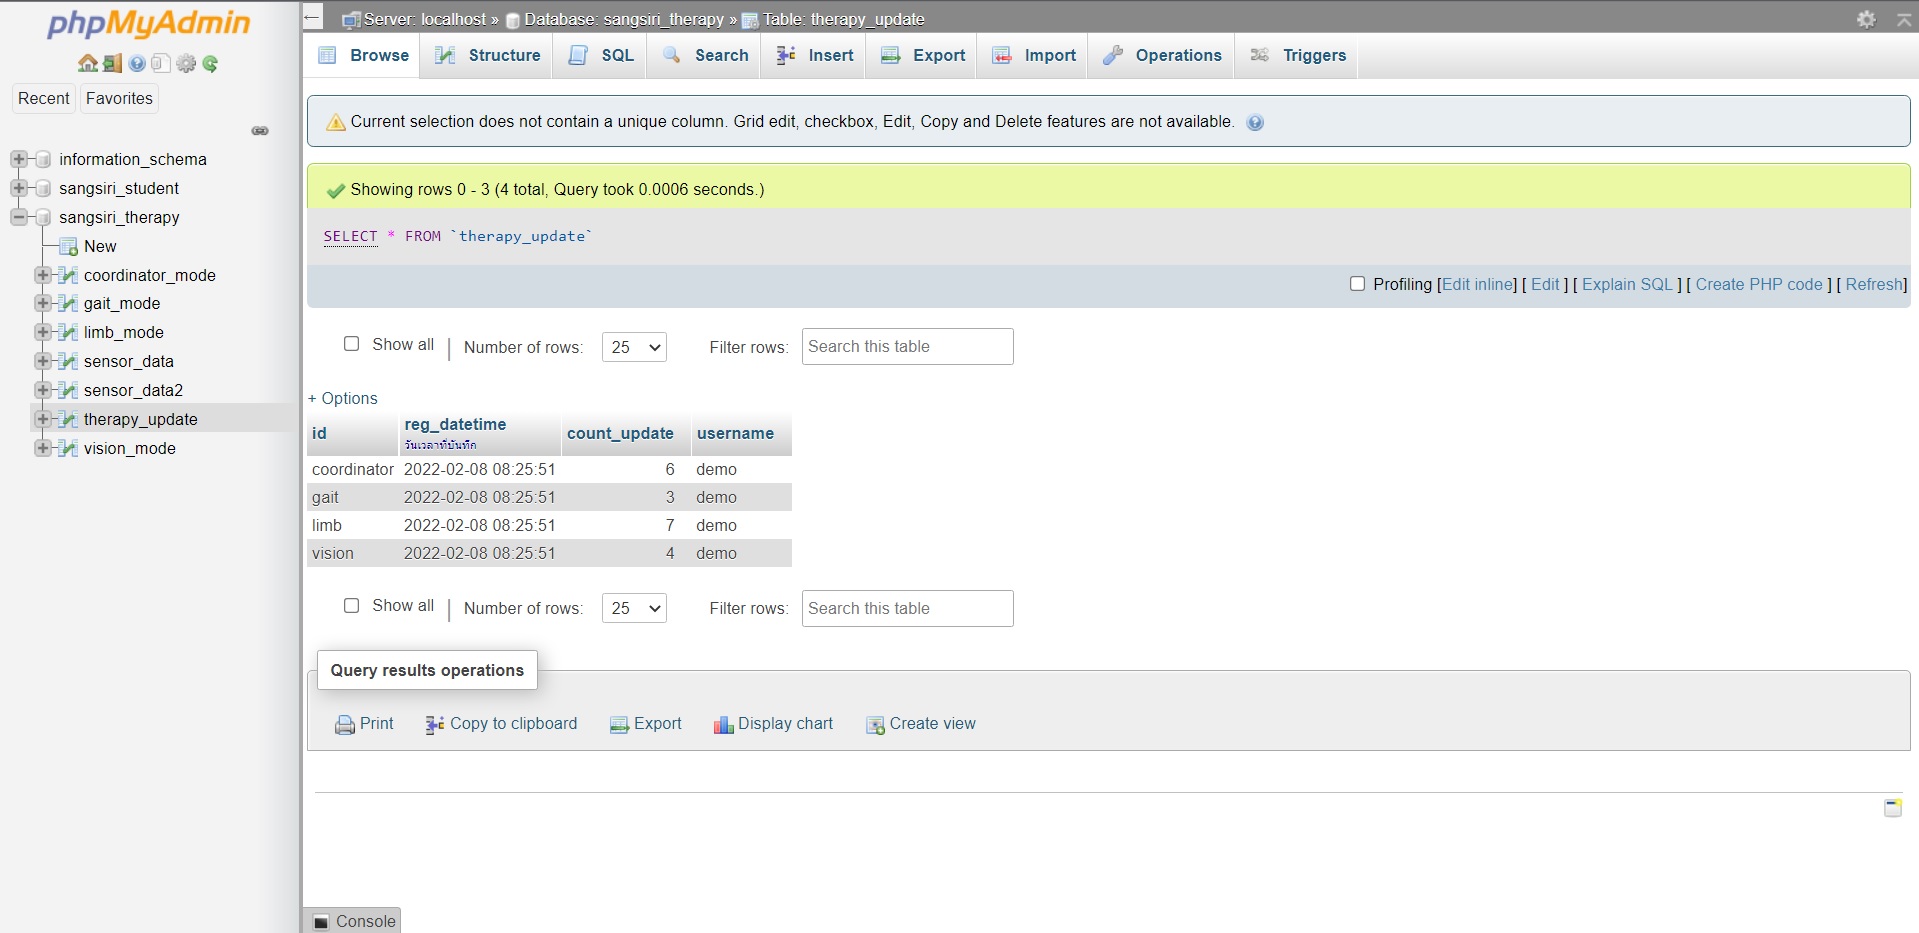 phpMyAdmin
Recent Favorites
information_schema
sangsiri_student
sangsiri_therapy
New
coordinator_mode
gait_mode
limb_mode
sensor_data
sensor_data2
therapy_update
vision_mode
Server: localhost » Database: sangsiri_therapy » Table: therapy_update
Browse Structure SQL Search Insert Export Import Operations Triggers
Current selection does not contain a unique column. Grid edit, checkbox, Edit, Copy and Delete features are not available.
Showing rows 0 - 3 (4 total, Query took 0.0006 seconds.)
SELECT * FROM `therapy_update`
Profiling [Edit inline] [ Edit ] [ Explain SQL ] [ Create PHP code ] [ Refresh]
Show all | Number of rows: 25 Filter rows: Search this table
+ Options
id reg_datetime count_update username
วันเวลาที่บันทึก
coordinator 2022-02-08 08:25:51 6 demo
gait 2022-02-08 08:25:51 3 demo
limb 2022-02-08 08:25:51 7 demo
vision 2022-02-08 08:25:51 4 demo
Show all | Number of rows: 25 Filter rows: Search this table
Query results operations
Print Copy to clipboard Export Display chart Create view
Console